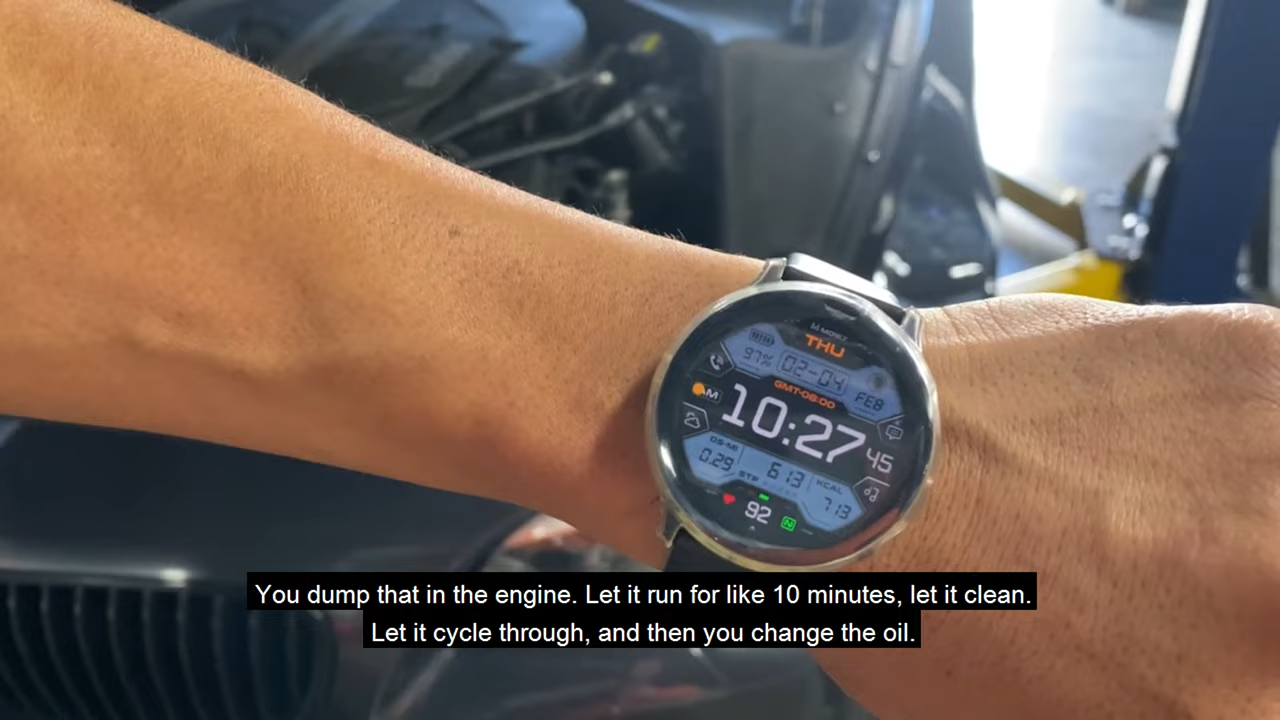 THU
97%
02-04
FEB
GMT-06:00
AM
10:27
45
DS-MI
0.29
STP
613
KCAL
713
92
N
You dump that in the engine. Let it run for like 10 minutes, let it clean.
Let it cycle through, and then you change the oil.